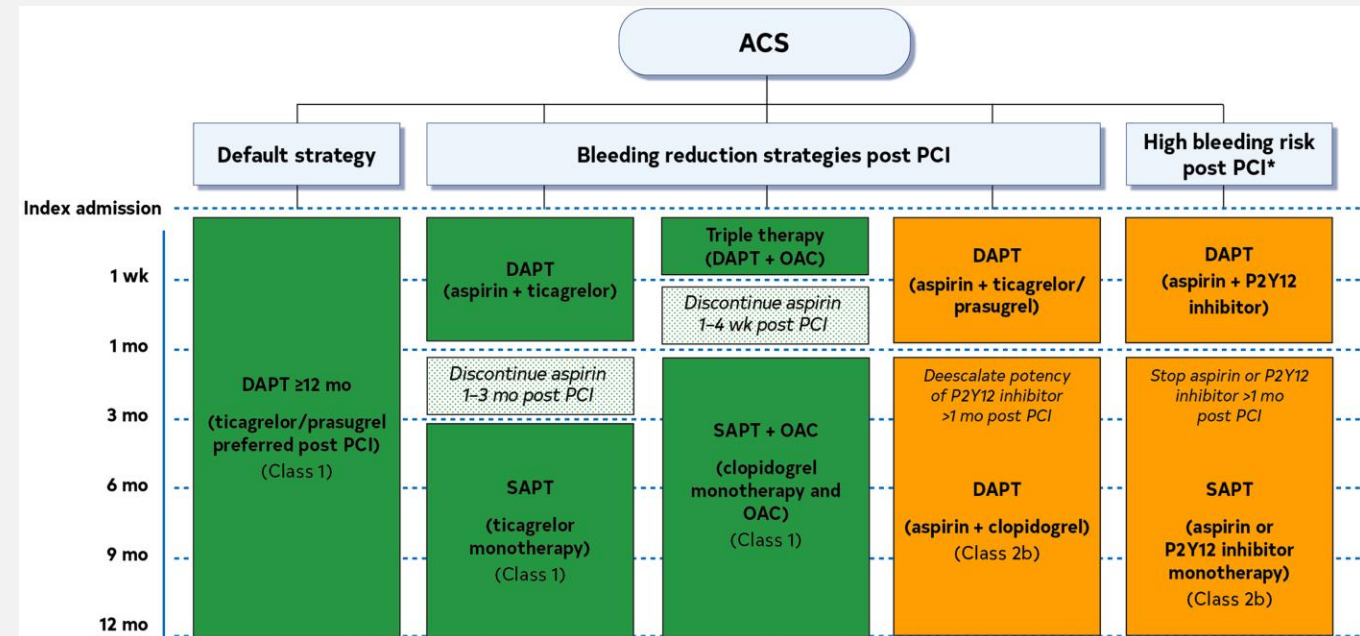 ACS
Default strategy
Bleeding reduction strategies post PCI
High bleeding risk
post PCI*
Index admission
1 wk
1 mo
3 mo
6 mo
9 mo
12 mo
DAPT ≥12 mo
(ticagrelor/prasugrel
preferred post PCI)
(Class 1)
DAPT
(aspirin + ticagrelor)
Discontinue aspirin
1–3 mo post PCI
SAPT
(ticagrelor
monotherapy)
(Class 1)
Triple therapy
(DAPT + OAC)
Discontinue aspirin
1–4 wk post PCI
SAPT + OAC
(clopidogrel
monotherapy and
OAC)
(Class 1)
DAPT
(aspirin + ticagrelor/
prasugrel)
Deescalate potency
of P2Y12 inhibitor
>1 mo post PCI
DAPT
(aspirin + clopidogrel)
(Class 2b)
DAPT
(aspirin + P2Y12
inhibitor)
Stop aspirin or P2Y12
inhibitor >1 mo
post PCI
SAPT
(aspirin or
P2Y12 inhibitor
monotherapy)
(Class 2b)